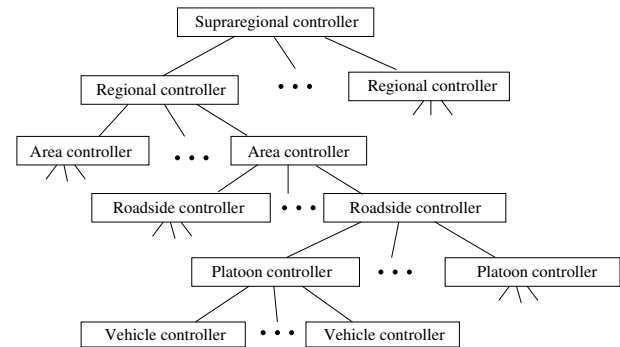 Supraregional controller
Regional controller
Regional controller
Area controller
Area controller
Roadside controller
Roadside controller
Platoon controller
Platoon controller
Vehicle controller
Vehicle controller